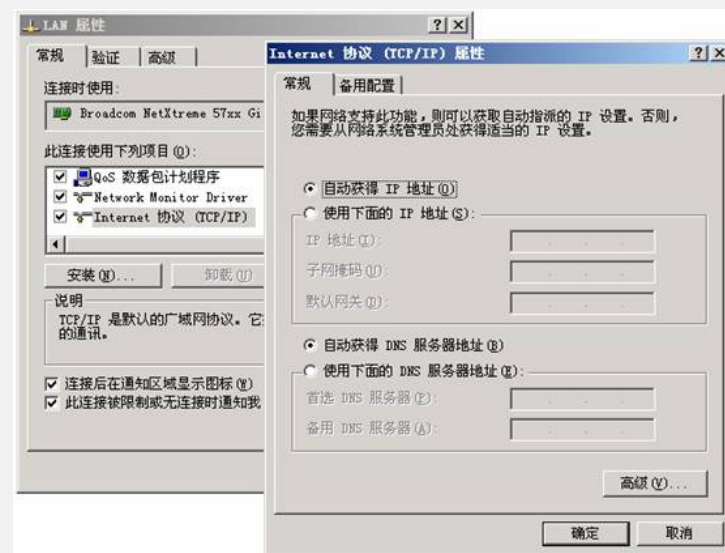 LAN 属性
常规 验证 高级
连接时使用:
Broadcom NetXtreme 57xx Gi
此连接使用下列项目(O):
QoS 数据包计划程序
Network Monitor Driver
Internet 协议 (TCP/IP)
安装(N)... 卸载(U)
说明
TCP/IP 是默认的广域网协议。它
的通讯。
连接后在通知区域显示图标(W)
此连接被限制或无连接时通知我
Internet 协议 (TCP/IP) 属性
常规 备用配置
如果网络支持此功能，则可以获取自动指派的 IP 设置。否则，
您需要从网络系统管理员处获得适当的 IP 设置。
自动获得 IP 地址(O)
使用下面的 IP 地址(S):
IP 地址(I):
子网掩码(U):
默认网关(D):
自动获得 DNS 服务器地址(B)
使用下面的 DNS 服务器地址(E):
首选 DNS 服务器(P):
备用 DNS 服务器(A):
高级(V)...
确定 取消